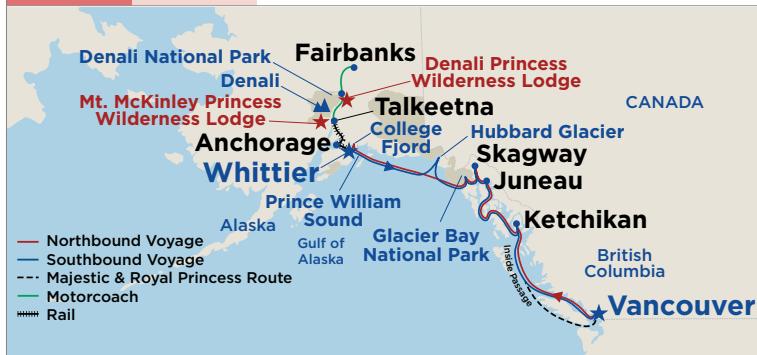 Fairbanks
Denali National Park
Denali
Denali Princess
Wilderness Lodge
Mt. McKinley Princess
Wilderness Lodge
Talkeetna
CANADA
College
Fjord
Hubbard Glacier
Anchorage
Skagway
Whittier
Juneau
Prince William
Sound
Ketchikan
Alaska
Glacier Bay
National Park
Gulf of
Alaska
Northbound Voyage
Southbound Voyage
Majestic & Royal Princess Route
Motorcoach
Rail
Inside Passage
British
Columbia
Vancouver